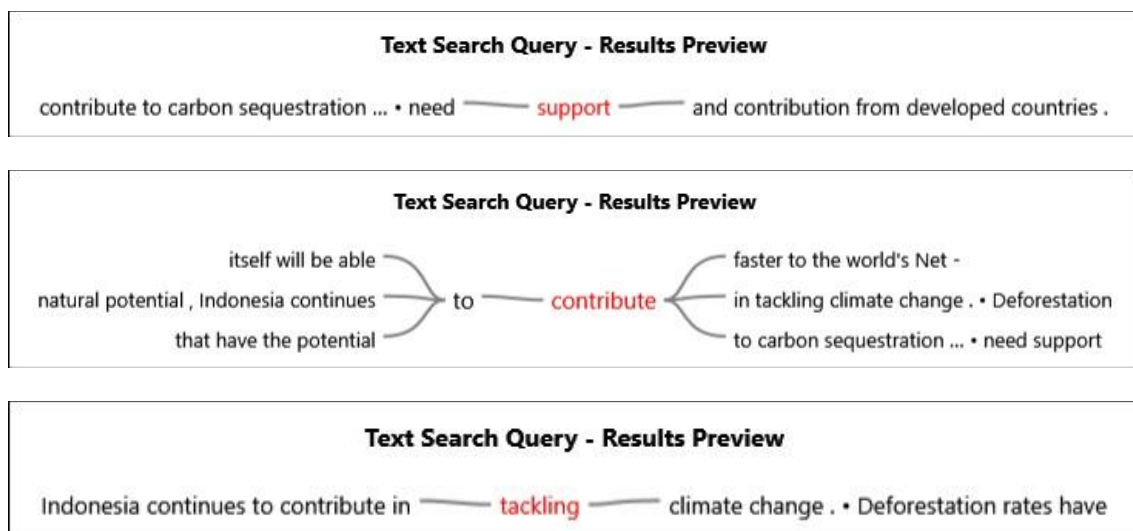 Text Search Query - Results Preview
contribute to carbon sequestration ... • need support and contribution from developed countries .
Text Search Query - Results Preview
itself will be able
natural potential , Indonesia continues
that have the potential
to contribute
faster to the world's Net -
in tackling climate change . • Deforestation
to carbon sequestration ... • need support
Text Search Query - Results Preview
Indonesia continues to contribute in tackling climate change . • Deforestation rates have